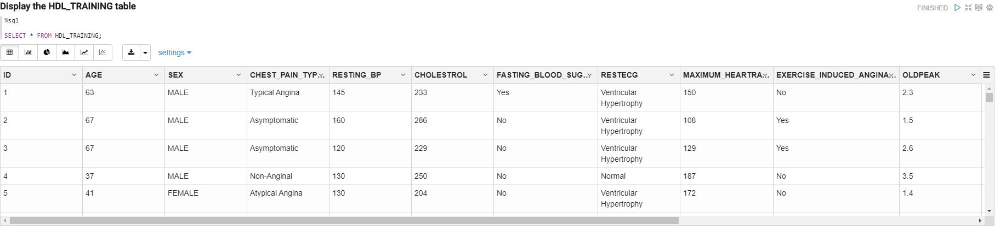 Display the HDL_TRAINING table
FINISHED
%sql
SELECT * FROM HDL_TRAINING;
settings
ID AGE SEX CHEST_PAIN_TYP... RESTING_BP CHOLESTROL FASTING_BLOOD_SUG... RESTECG MAXIMUM_HEARTRA... EXERCISE_INDUCED_ANGINA... OLDPEAK
1 63 MALE Typical Angina 145 233 Yes Ventricular Hypertrophy 150 No 2.3
2 67 MALE Asymptomatic 160 286 No Ventricular Hypertrophy 108 Yes 1.5
3 67 MALE Asymptomatic 120 229 No Ventricular Hypertrophy 129 Yes 2.6
4 37 MALE Non-Anginal 130 250 No Normal 187 No 3.5
5 41 FEMALE Atypical Angina 130 204 No Ventricular Hypertrophy 172 No 1.4